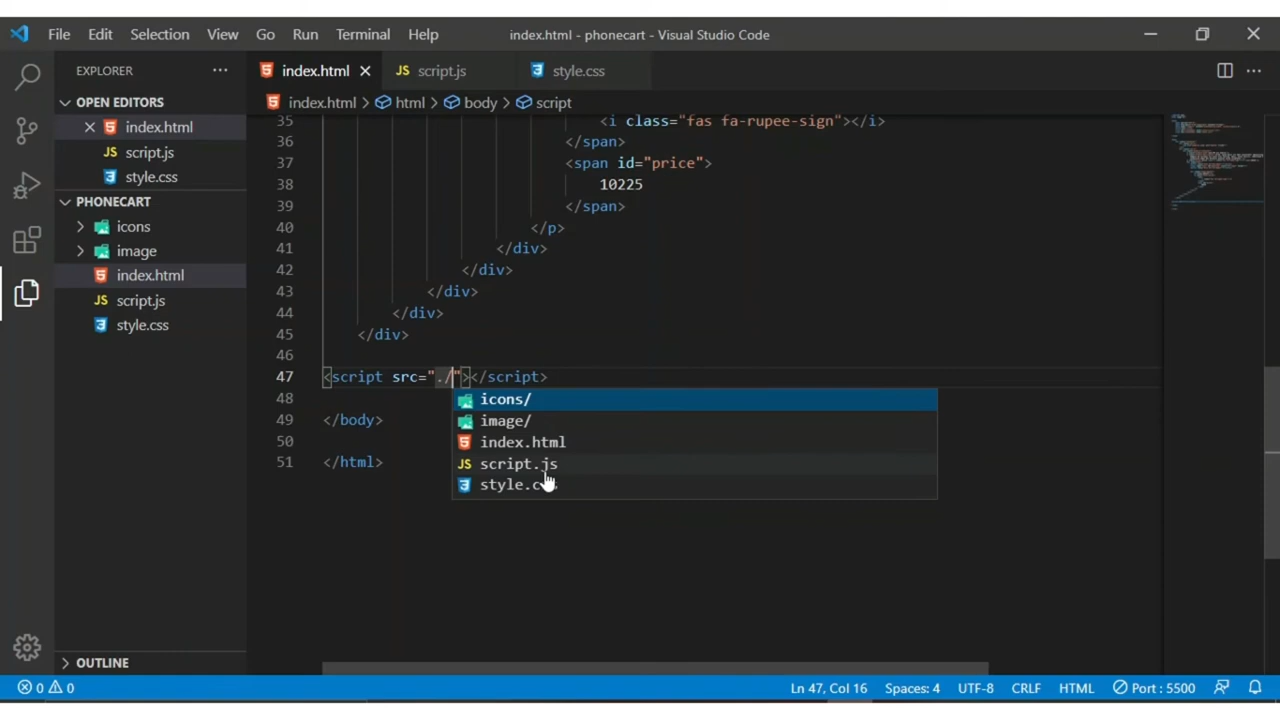 File Edit Selection View Go Run Terminal Help index.html - phonecart - Visual Studio Code
EXPLORER
index.html JS script.js style.css
OPEN EDITORS
index.html
JS script.js
style.css
PHONECART
icons
image
index.html
JS script.js
style.css
OUTLINE
index.html > html > body > script
35 <i class="fas fa-rupee-sign"></i>
36 </span>
37 <span id="price">
38 10225
39 </span>
40 </p>
41 </div>
42 </div>
43 </div>
44 </div>
45 </div>
46
47 <script src="./"></script>
48
49 </body>
50
51 </html>
icons/
image/
index.html
JS script.js
0 0 Ln 47, Col 16 Spaces: 4 UTF-8 CRLF HTML Port : 5500